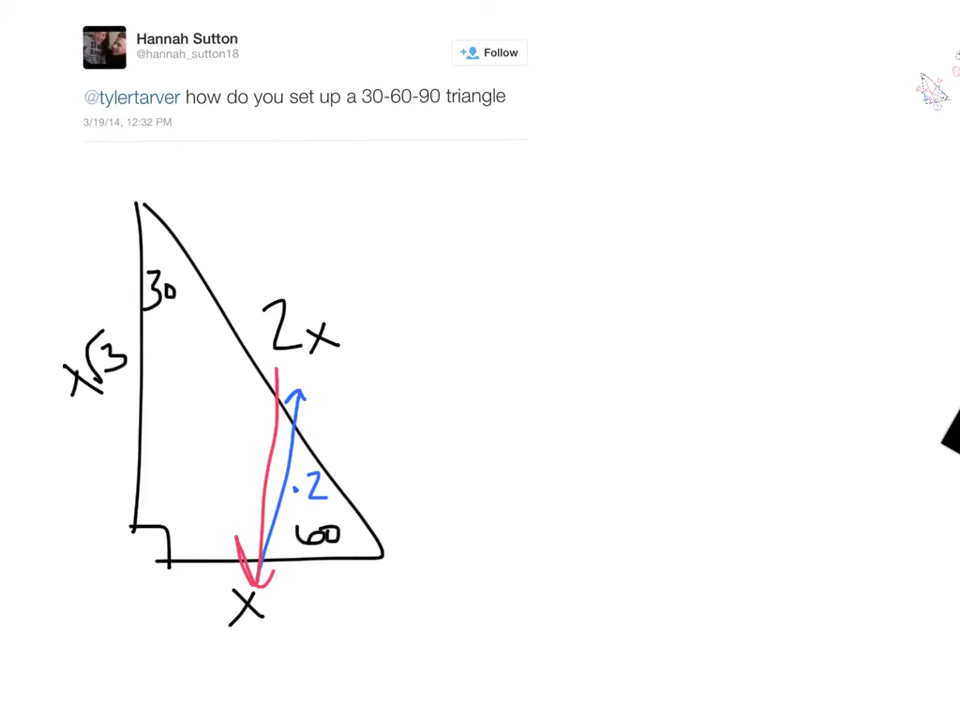 Hannah Sutton
@hannah_sutton18
Follow
@tylertarver how do you set up a 30-60-90 triangle
3/19/14, 12:32 PM
30
2x
x√3
·2
60
x